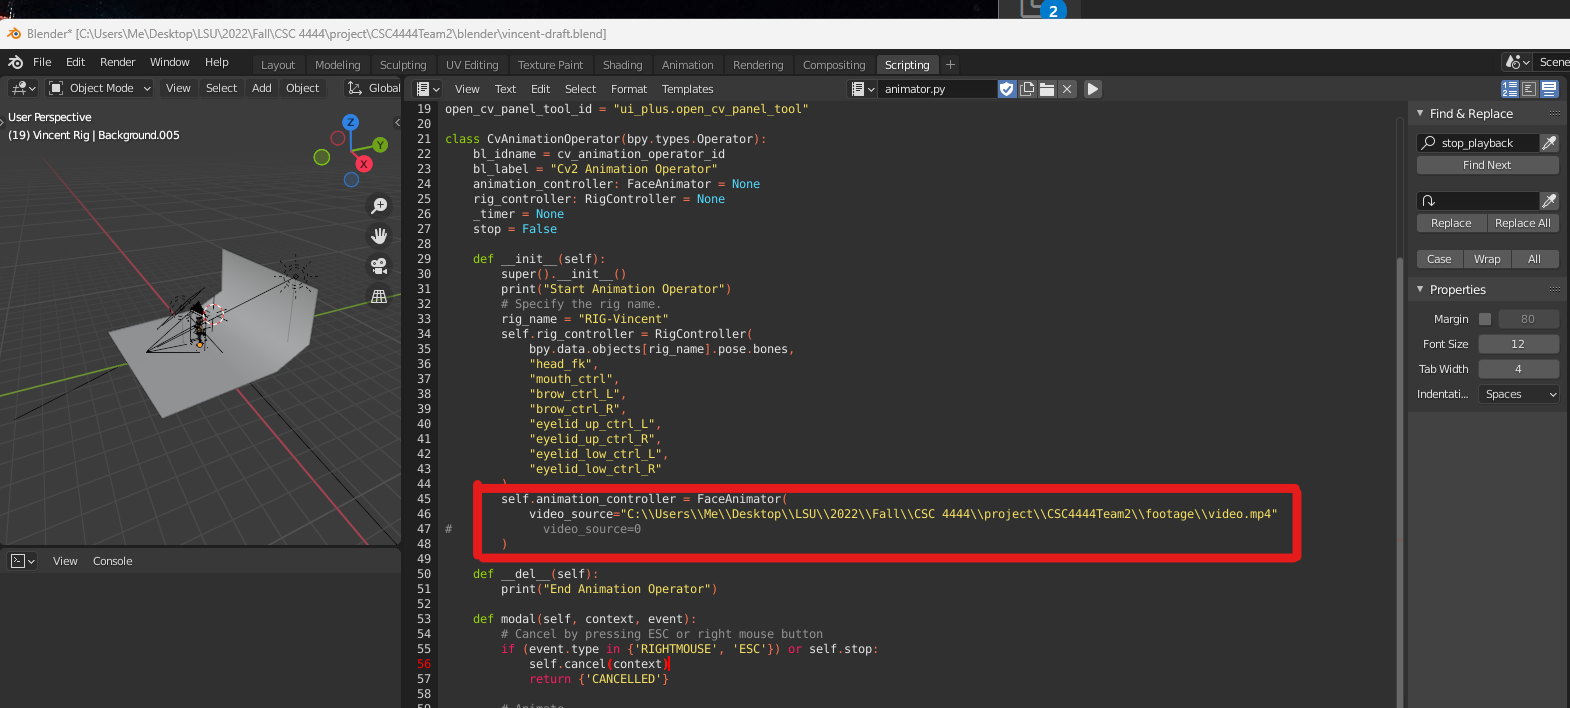 2
Blender* [C:\Users\Me\Desktop\LSU\2022\Fall\CSC 4444\project\CSC4444Team2\blender\vincent-draft.blend]
File Edit Render Window Help Layout Modeling Sculpting UV Editing Texture Paint Shading Animation Rendering Compositing Scripting + Scene
Object Mode View Select Add Object Global
View Text Edit Select Format Templates animator.py
User Perspective
(19) Vincent Rig | Background.005
Z
Y
X
19 open_cv_panel_tool_id = "ui_plus.open_cv_panel_tool"
20
21 class CvAnimationOperator(bpy.types.Operator):
22     bl_idname = cv_animation_operator_id
23     bl_label = "Cv2 Animation Operator"
24     animation_controller: FaceAnimator = None
25     rig_controller: RigController = None
26     _timer = None
27     stop = False
28
29     def __init__(self):
30         super().__init__()
31         print("Start Animation Operator")
32         # Specify the rig name.
33         rig_name = "RIG-Vincent"
34         self.rig_controller = RigController(
35             bpy.data.objects[rig_name].pose.bones,
36             "head_fk",
37             "mouth_ctrl",
38             "brow_ctrl_L",
39             "brow_ctrl_R",
40             "eyelid_up_ctrl_L",
41             "eyelid_up_ctrl_R",
42             "eyelid_low_ctrl_L",
43             "eyelid_low_ctrl_R"
44         )
45         self.animation_controller = FaceAnimator(
46             video_source="C:\\Users\\Me\\Desktop\\LSU\\2022\\Fall\\CSC 4444\\project\\CSC4444Team2\\footage\\video.mp4"
47 #             video_source=0
48         )
49
50     def __del__(self):
51         print("End Animation Operator")
52
53     def modal(self, context, event):
54         # Cancel by pressing ESC or right mouse button
55         if (event.type in {'RIGHTMOUSE', 'ESC'}) or self.stop:
56             self.cancel(context)
57             return {'CANCELLED'}
58
59         # Animate
View Console
Find & Replace
stop_playback
Find Next
Replace Replace All
Case Wrap All
Properties
Margin 80
Font Size 12
Tab Width 4
Indentati... Spaces